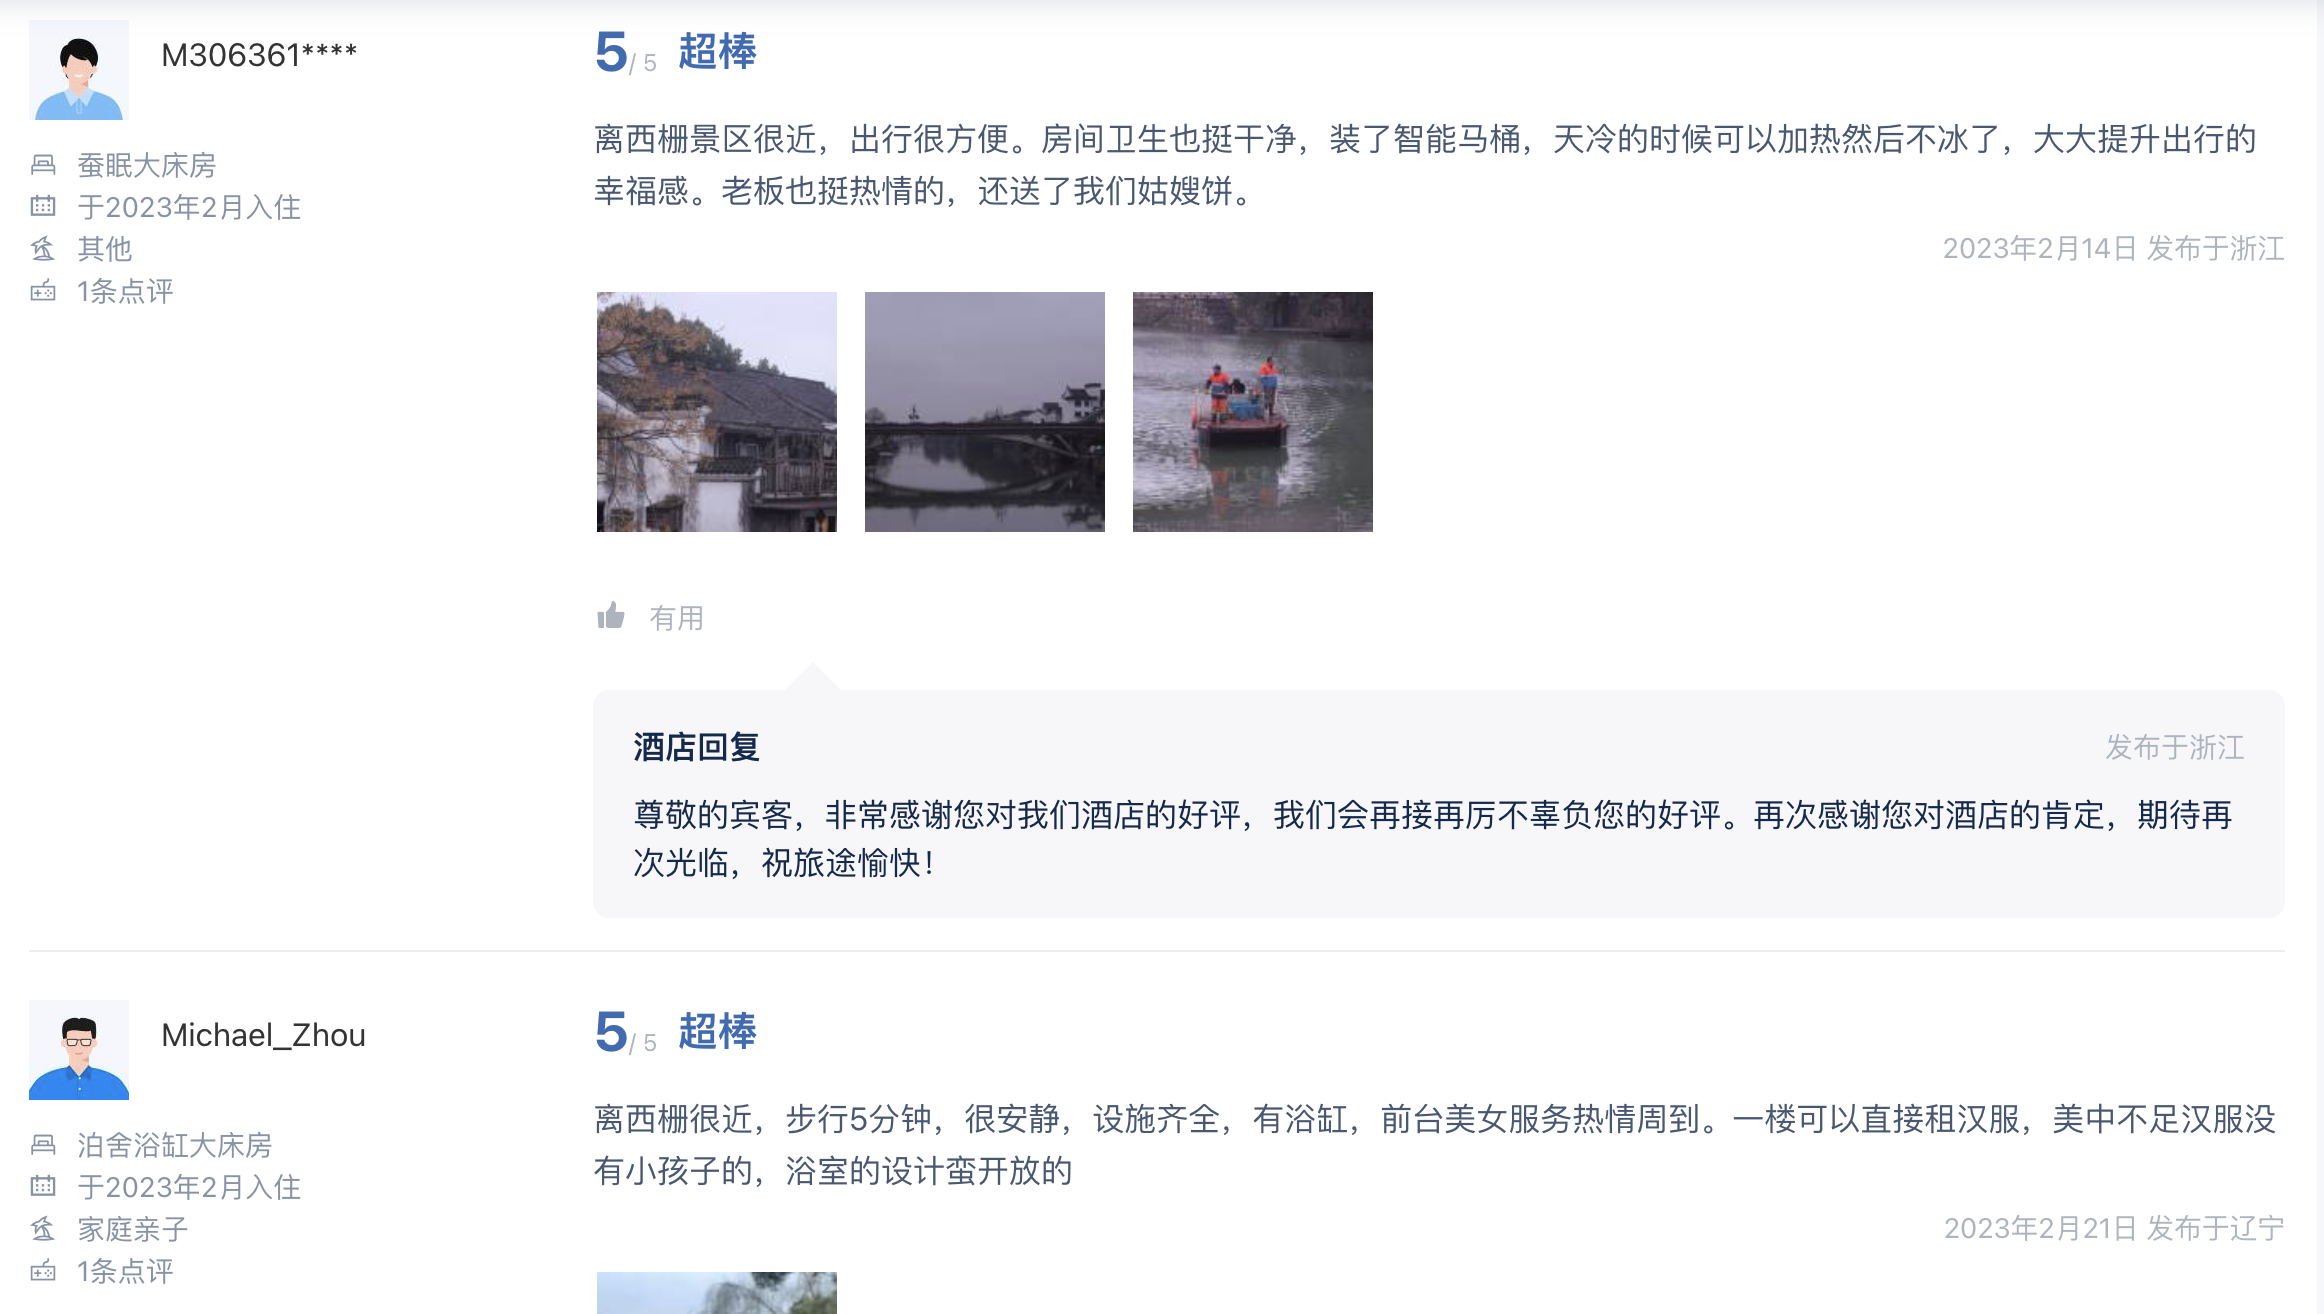 M306361****
蚕眠大床房
于2023年2月入住
其他
1条点评
5/ 5 超棒
离西栅景区很近，出行很方便。房间卫生也挺干净，装了智能马桶，天冷的时候可以加热然后不冰了，大大提升出行的
幸福感。老板也挺热情的，还送了我们姑嫂饼。
2023年2月14日 发布于浙江
有用
酒店回复
发布于浙江
尊敬的宾客，非常感谢您对我们酒店的好评，我们会再接再厉不辜负您的好评。再次感谢您对酒店的肯定，期待再
次光临，祝旅途愉快！
Michael_Zhou
泊舍浴缸大床房
于2023年2月入住
家庭亲子
1条点评
5/ 5 超棒
离西栅很近，步行5分钟，很安静，设施齐全，有浴缸，前台美女服务热情周到。一楼可以直接租汉服，美中不足汉服没
有小孩子的，浴室的设计蛮开放的
2023年2月21日 发布于辽宁